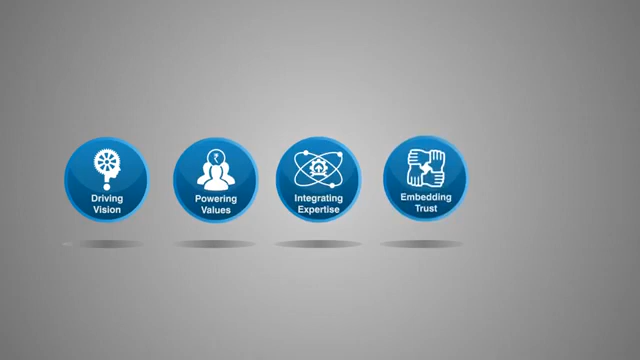 Driving
Vision
Powering
Values
Integrating
Expertise
Embedding
Trust